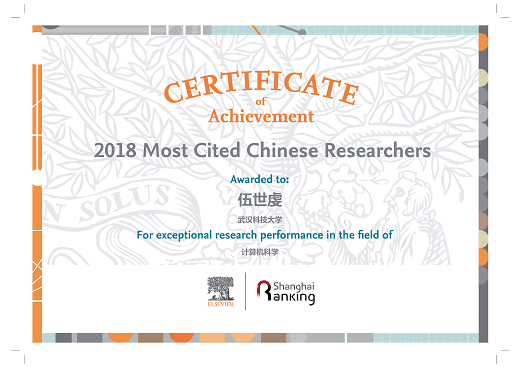 CERTIFICATE
of
Achievement
2018 Most Cited Chinese Researchers
Awarded to:
伍世虔
武汉科技大学
For exceptional research performance in the field of
计算机科学
N SOLUS
ELSEVIER
Shanghai
Ranking